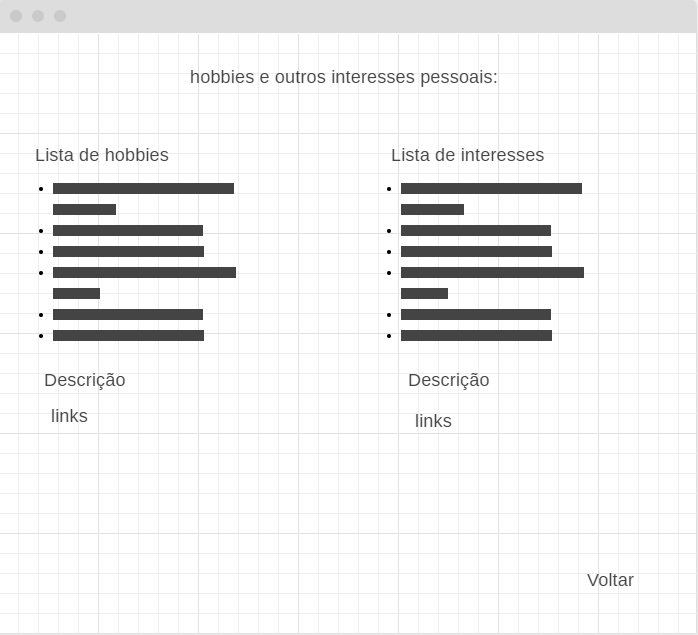 hobbies e outros interesses pessoais:
Lista de hobbies
Lista de interesses
Descrição
links
Descrição
links
Voltar